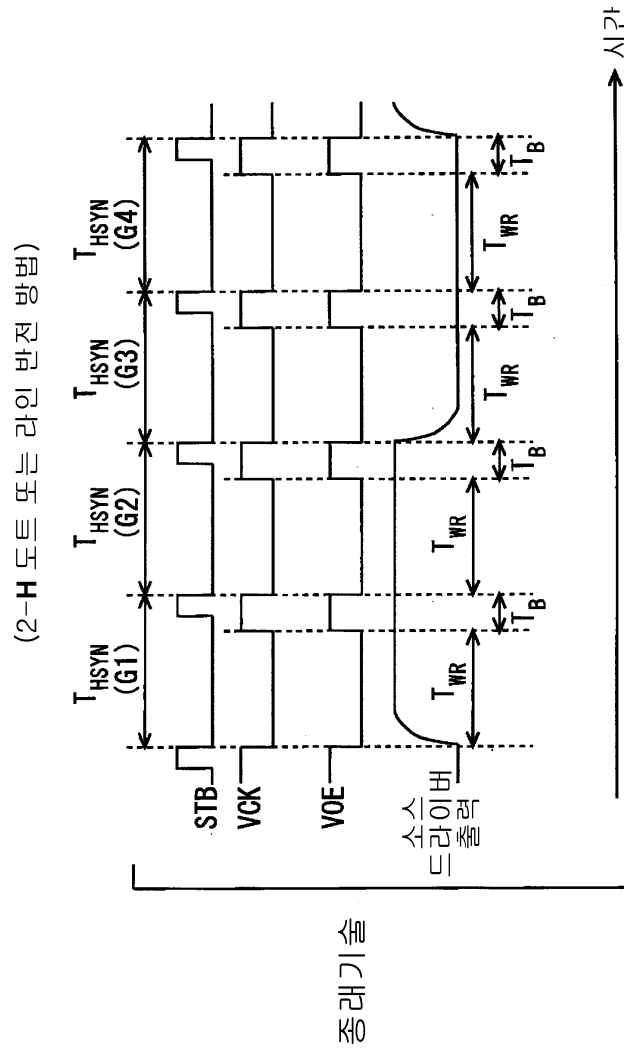 (2-H 도트 또는 라인 반전 방법)
종래기술
T_HSYN (G1)
T_HSYN (G2)
T_HSYN (G3)
T_HSYN (G4)
STB
VCK
VOE
소스
드라이버
출력
T_WR
T_B
T_WR
T_B
T_WR
T_B
T_WR
T_B
시간